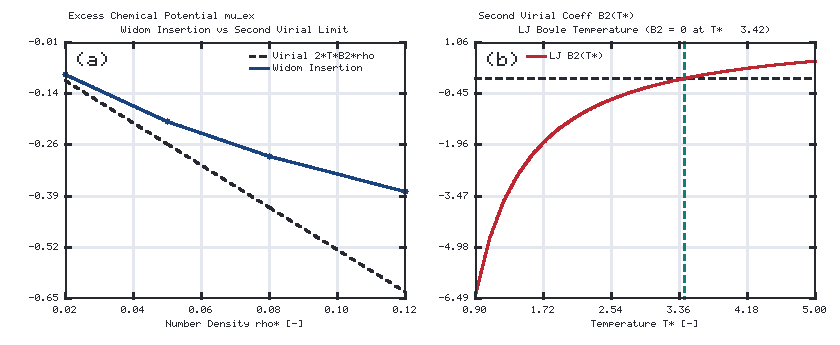 Excess Chemical Potential mu_ex
Widom Insertion vs Second Virial Limit
(a)
Virial 2*T*B2*rho
Widom Insertion
-0.01
-0.14
-0.26
-0.39
-0.52
-0.65
0.02
0.04
0.06
0.08
0.10
0.12
Number Density rho* [-]
Second Virial Coeff B2(T*)
LJ Boyle Temperature (B2 = 0 at T* 3.42)
(b)
LJ B2(T*)
1.06
-0.45
-1.96
-3.47
-4.98
-6.49
0.90
1.72
2.54
3.36
4.18
5.00
Temperature T* [-]